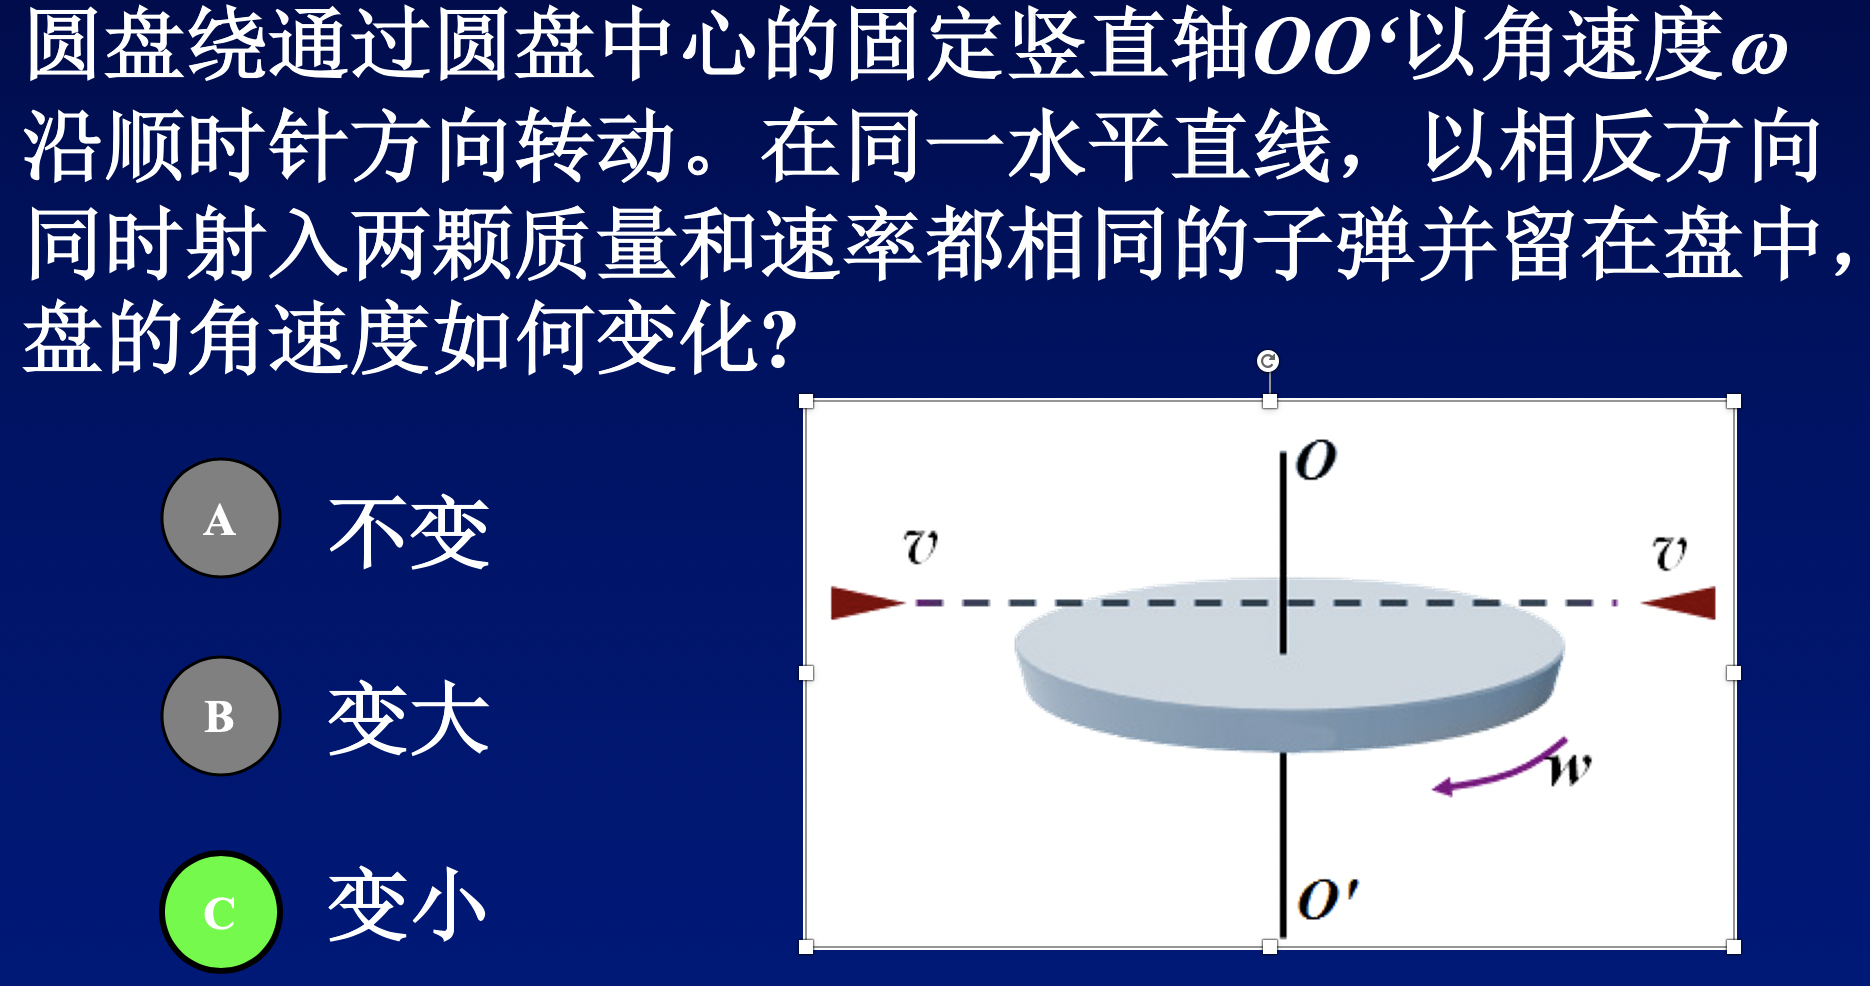 圆盘绕通过圆盘中心的固定竖直轴OO‘以角速度ω
沿顺时针方向转动。在同一水平直线，以相反方向
同时射入两颗质量和速率都相同的子弹并留在盘中，
盘的角速度如何变化?
A 不变
B 变大
C 变小
O
v
v
w
O'